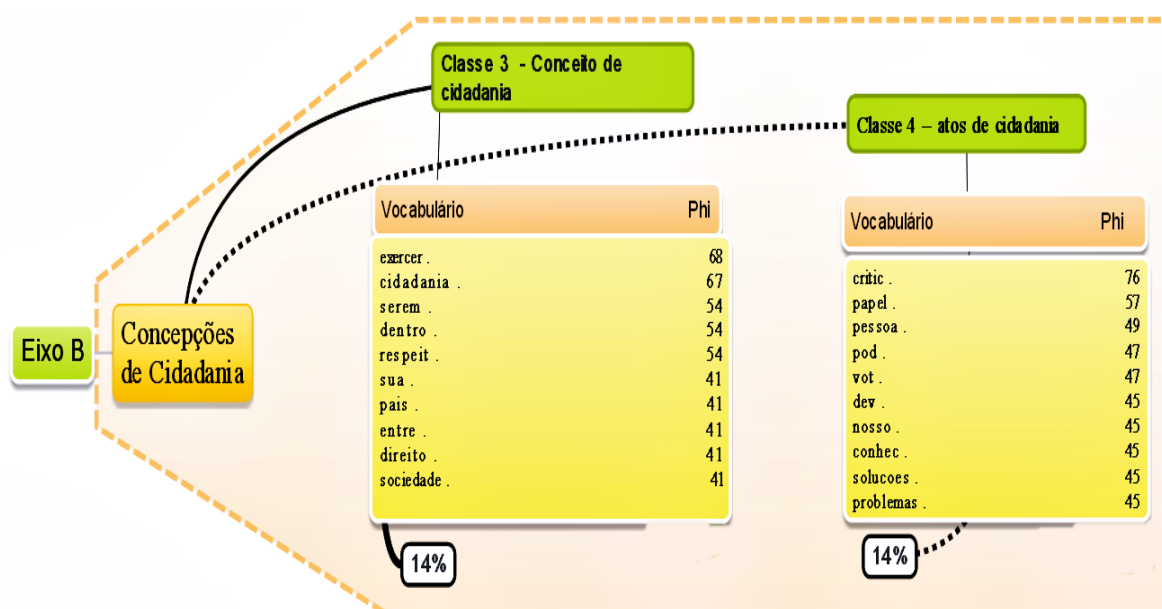 Classe 3 - Conceito de
cidadania
Classe 4 – atos de cidadania
Vocabulário Phi
exercer . 68
cidadania . 67
serem . 54
dentro . 54
respeit . 54
sua . 41
pais . 41
entre . 41
direito . 41
sociedade . 41
14%
Vocabulário Phi
critic . 76
papel . 57
pessoa . 49
pod . 47
vot . 47
dev . 45
nosso . 45
conhec . 45
solucoes . 45
problemas . 45
14%
Eixo B
Concepções
de Cidadania